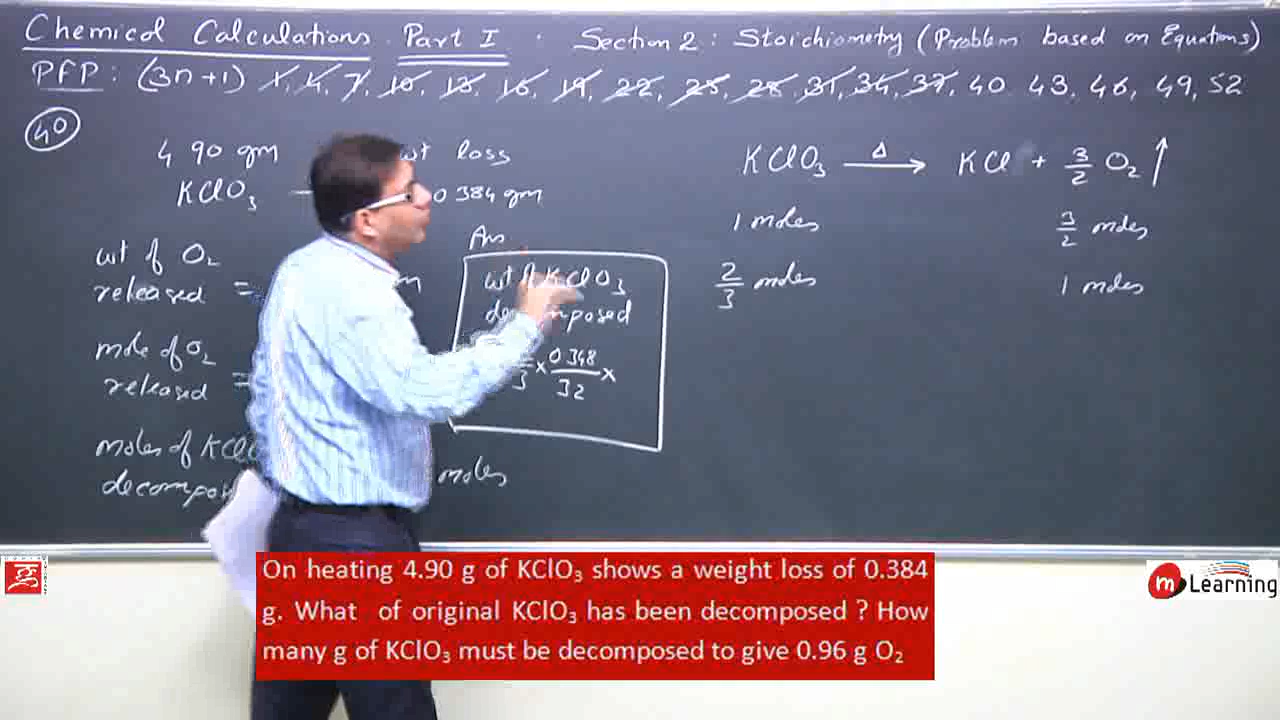 Chemical Calculations Part I . Section 2 : Stoichiometry (Problem based on Equations)
PFP : (3n+1) 1, 4, 7, 10, 13, 16, 19, 22, 25, 28, 31, 34, 37, 40 43, 46, 49, 52
40
4.90 gm wt loss
KClO3 0.384 gm
KClO3 Δ→ KCl + 3/2 O2 ↑
1 moles 3/2 moles
2/3 moles 1 moles
wt of O2
released =
mole of O2
released =
moles of KClO
decompos moles
Ans
wt of KClO3
decomposed
3 × 0.348/32 ×
On heating 4.90 g of KClO3 shows a weight loss of 0.384
g. What of original KClO3 has been decomposed ? How
many g of KClO3 must be decomposed to give 0.96 g O2
m Learning